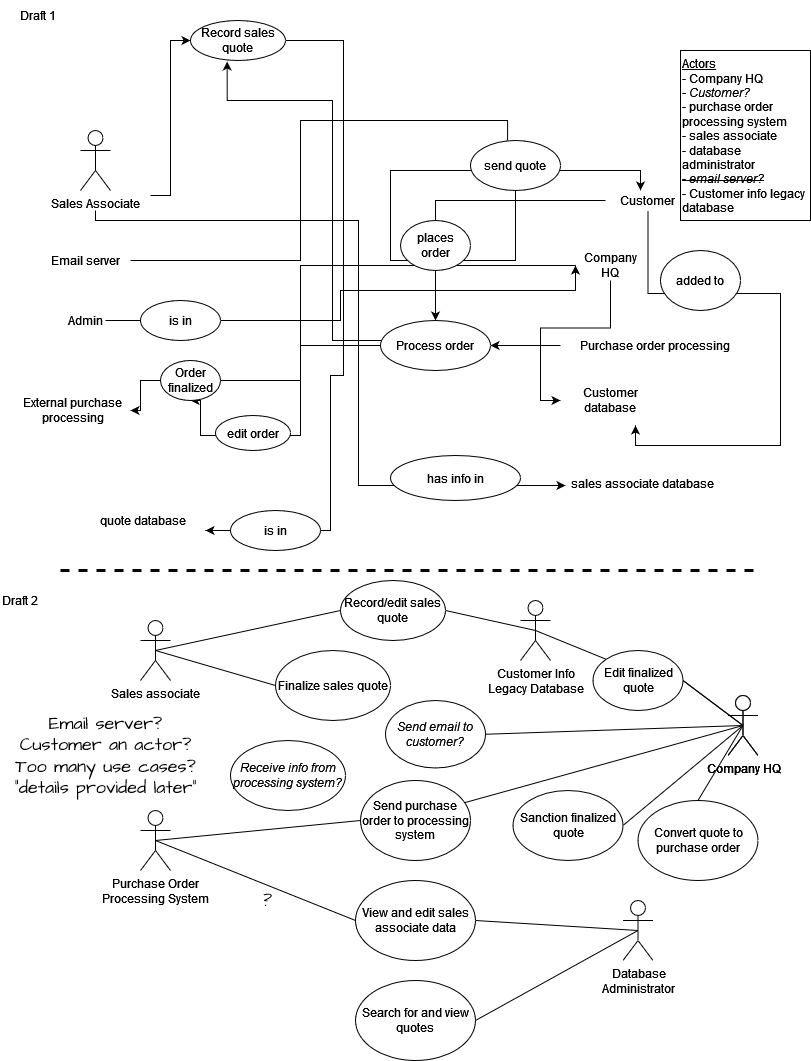 Draft 1
Record sales
quote
Actors
- Company HQ
- Customer?
- purchase order
processing system
- sales associate
- database
administrator
- email server?
- Customer info legacy
database
send quote
Sales Associate
Customer
places
order
Email server
Company
HQ
added to
Admin
is in
Process order
Purchase order processing
Order
finalized
External purchase
processing
Customer
database
edit order
has info in
sales associate database
quote database
is in
Draft 2
Record/edit sales
quote
Sales associate
Customer Info
Legacy Database
Edit finalized
quote
Finalize sales quote
Email server?
Customer an actor?
Too many use cases?
"details provided later"
Send email to
customer?
Company HQ
Receive info from
processing system?
Send purchase
order to processing
system
Sanction finalized
quote
Convert quote to
purchase order
Purchase Order
Processing System
?
View and edit sales
associate data
Database
Administrator
Search for and view
quotes